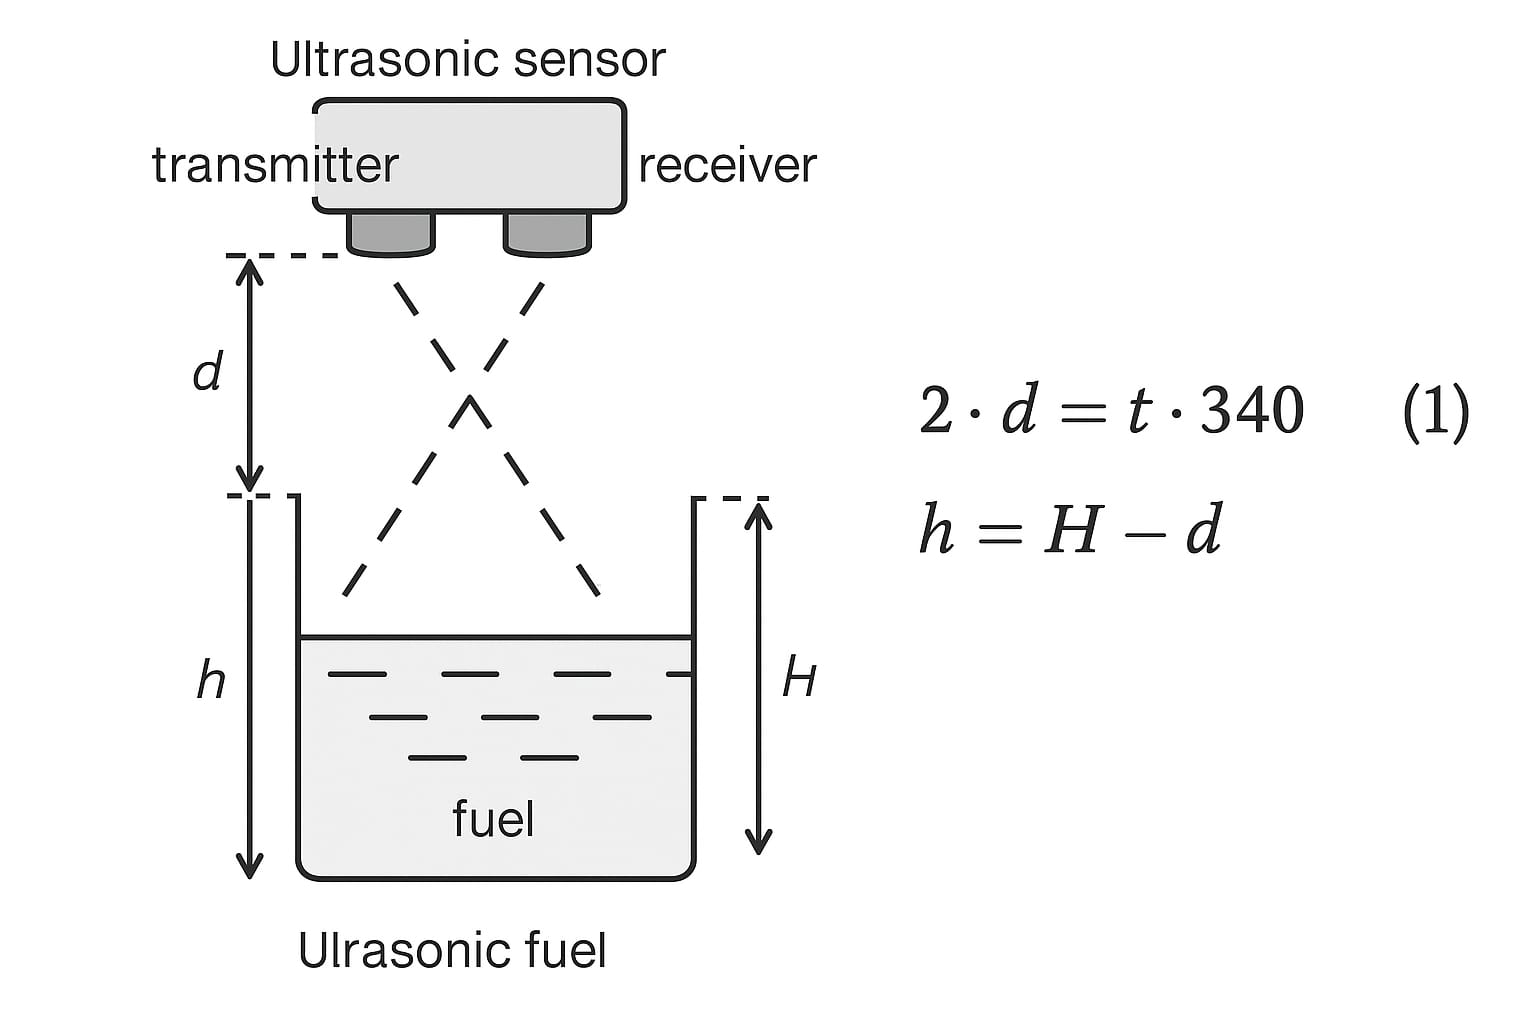 Ultrasonic sensor
transmitter
receiver
d
2 · d = t · 340 (1)
h = H − d
h
H
fuel
Ulrasonic fuel